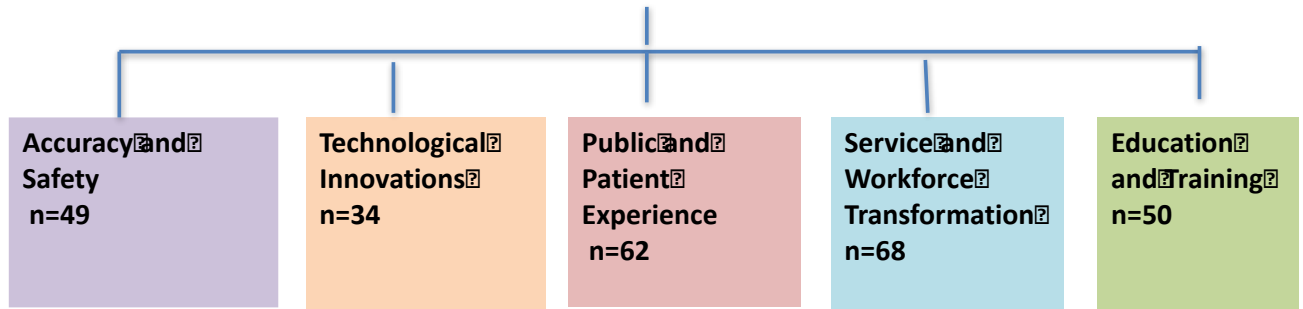 Accuracy and
Safety
n=49
Technological
Innovations
n=34
Public and
Patient
Experience
n=62
Service and
Workforce
Transformation
n=68
Education
and Training
n=50